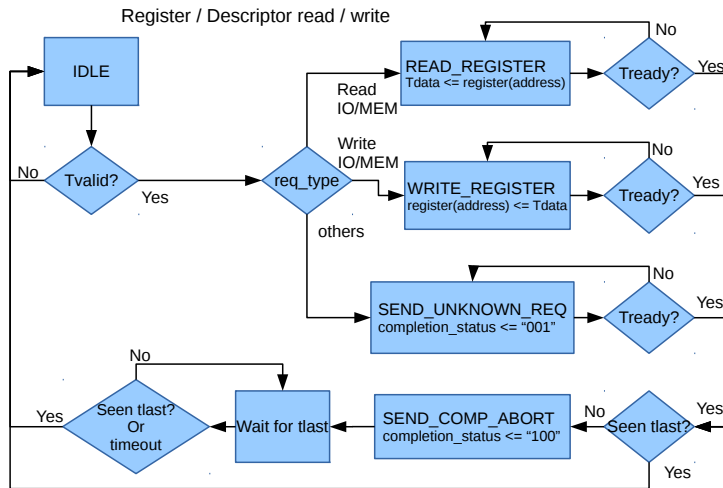 Register / Descriptor read / write
IDLE
READ_REGISTER
Tdata <= register(address)
Tready?
No
Yes
Read
IO/MEM
Tvalid?
No
Yes
req_type
Write
IO/MEM
WRITE_REGISTER
register(address) <= Tdata
Tready?
No
Yes
others
SEND_UNKNOWN_REQ
completion_status <= “001”
Tready?
No
Yes
No
Yes
Seen tlast?
Or
timeout
Wait for tlast
SEND_COMP_ABORT
completion_status <= “100”
No
Seen tlast?
Yes
Yes